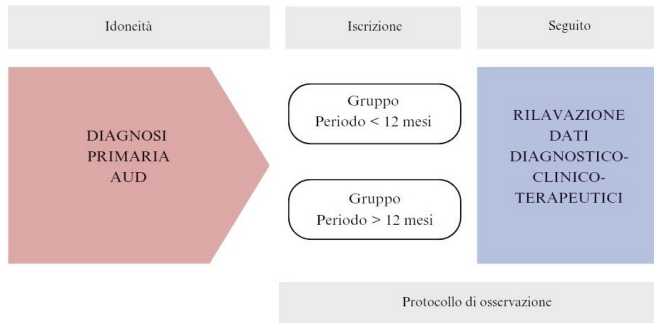 Idoneità
Iscrizione
Seguito
DIAGNOSI
PRIMARIA
AUD
Gruppo
Periodo < 12 mesi
Gruppo
Periodo > 12 mesi
RILAVAZIONE
DATI
DIAGNOSTICO-
CLINICO-
TERAPEUTICI
Protocollo di osservazione